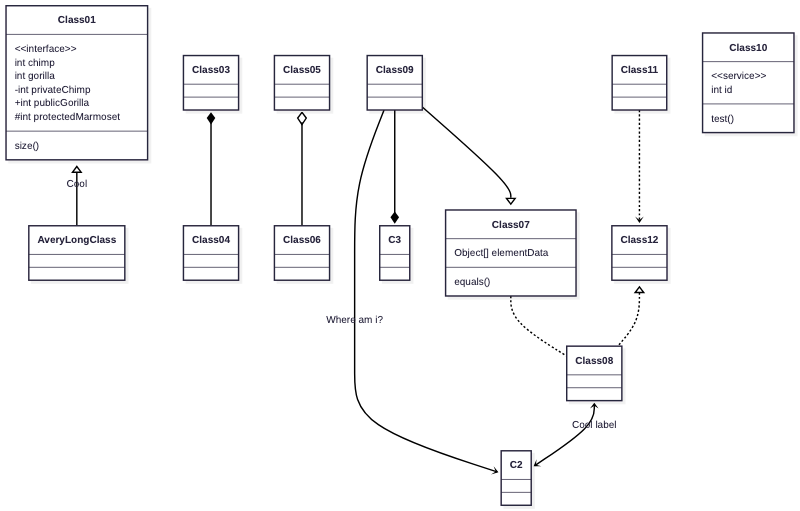 Class01
<<interface>>
int chimp
int gorilla
-int privateChimp
+int publicGorilla
#int protectedMarmoset
size()
Class03
Class05
Class09
Class11
Class10
<<service>>
int id
test()
Cool
AveryLongClass
Class04
Class06
C3
Class07
Object[] elementData
equals()
Class12
Where am i?
Class08
Cool label
C2